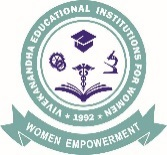 VIVEKANANDHA EDUCATIONAL INSTITUTIONS FOR WOMEN
* 1992 *
WOMEN EMPOWERMENT